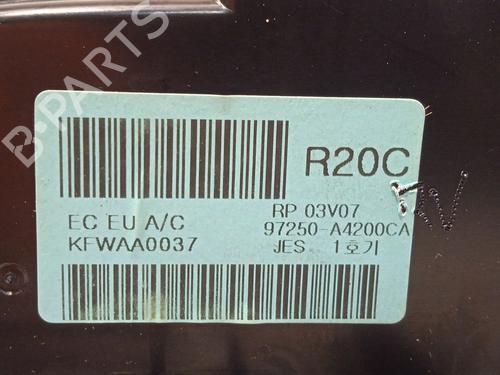 B-PARTS
R20C
EC EU A/C
RP 03V07
KFWAA0037
97250-A4200CA
JES 1호기